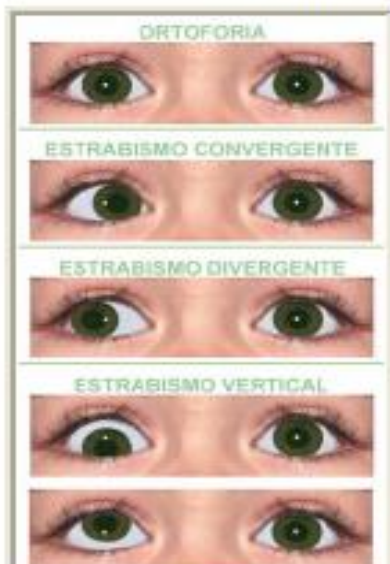 ORTOFORIA
ESTRABISMO CONVERGENTE
ESTRABISMO DIVERGENTE
ESTRABISMO VERTICAL